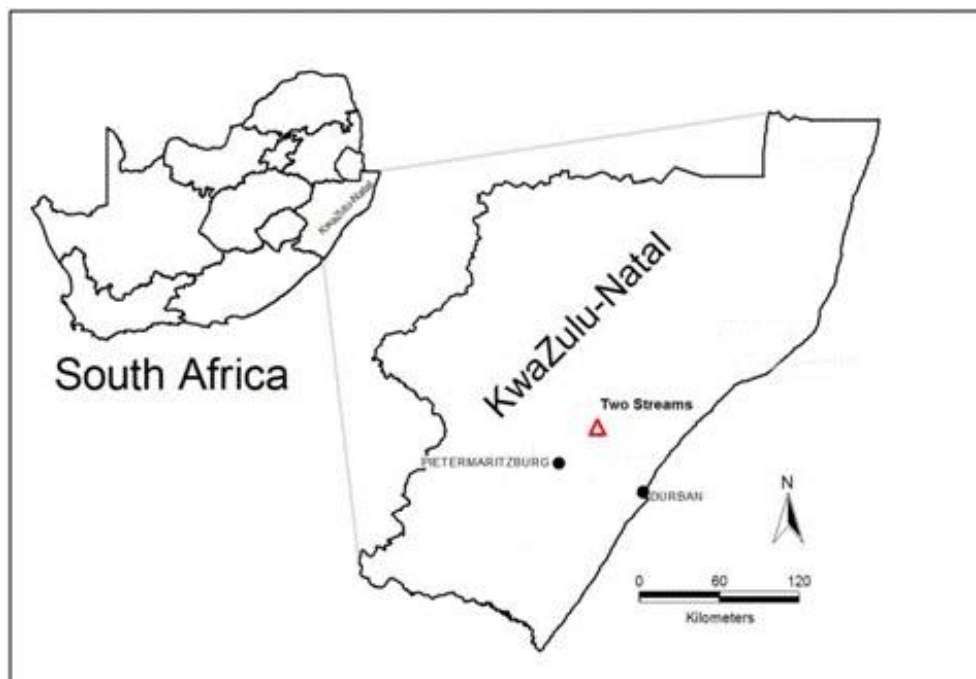 KwaZulu-Natal
South Africa
KwaZulu-Natal
Two Streams
PIETERMARITZBURG
DURBAN
N
0 60 120
Kilometers